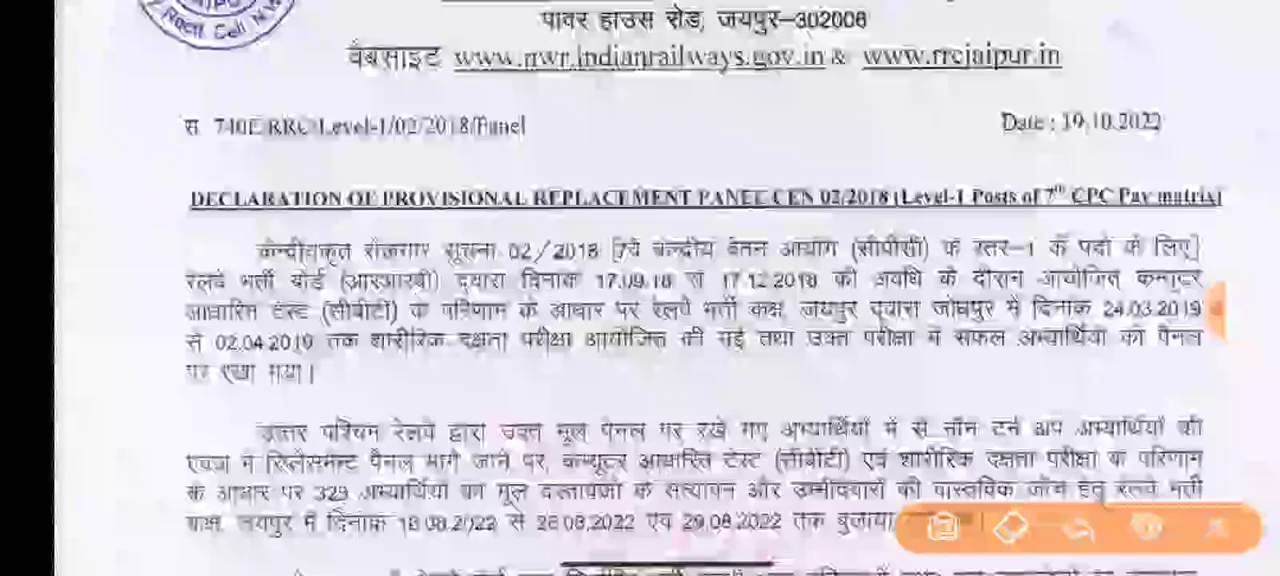 Cell
पावर हाउस रोड, जयपुर–302006
वैबसाइट www.nwr.indianrailways.gov.in & www.rrcjaipur.in
सं 740E/RRC/Level-1/02/2018/Panel Date : 19.10.2022
DECLARATION OF PROVISIONAL REPLACEMENT PANEL CEN 02/2018 [Level-1 Posts of 7th CPC Pay matrix]
केन्द्रीयकृत रोजगार सूचना 02/2018 [7वें केन्द्रीय वेतन आयोग (सीपीसी) के स्तर–1 के पदों के लिए]
रेलवे भर्ती बोर्ड (आरआरबी) द्वारा दिनांक 17.09.18 से 17.12.2018 की अवधि के दौरान आयोजित कम्प्यूटर
आधारित टेस्ट (सीबीटी) के परिणाम के आधार पर रेलवे भर्ती कक्ष, जयपुर द्वारा जोधपुर में दिनांक 24.03.2019
से 02.04.2019 तक शारीरिक दक्षता परीक्षा आयोजित की गई तथा उक्त परीक्षा में सफल अभ्यार्थियों को पैनल
पर रखा गया।
उत्तर पश्चिम रेलवे द्वारा उक्त मूल पैनल पर रखे गए अभ्यार्थियों में से नॉन टर्न अप अभ्यार्थियों की
एवज में रिप्लेसमेन्ट पैनल मांगे जाने पर, कम्प्यूटर आधारित टेस्ट (सीबीटी) एवं शारीरिक दक्षता परीक्षा के परिणाम
के आधार पर 329 अभ्यार्थियों को मूल दस्तावेजों के सत्यापन और उम्मीदवारों की वास्तविक जाँच हेतु रेलवे भर्ती
कक्ष, जयपुर में दिनांक 18.08.2022 से 26.08.2022 एवं 29.08.2022 तक बुलाया